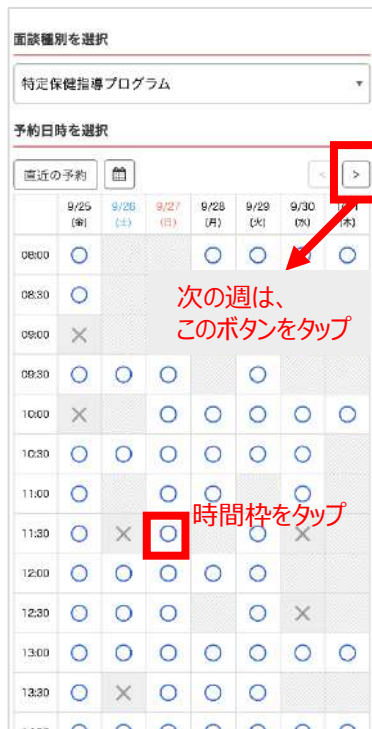 面談種別を選択
特定保健指導プログラム
予約日時を選択
直近の予約
< >
9/25 9/26 9/27 9/28 9/29 9/30
(金) (土) (日) (月) (火) (水) (木)
08:00
08:30
次の週は、
09:00
このボタンをタップ
09:30
10:00
10:30
11:00
時間枠をタップ
11:30
12:00
12:30
13:00
13:30